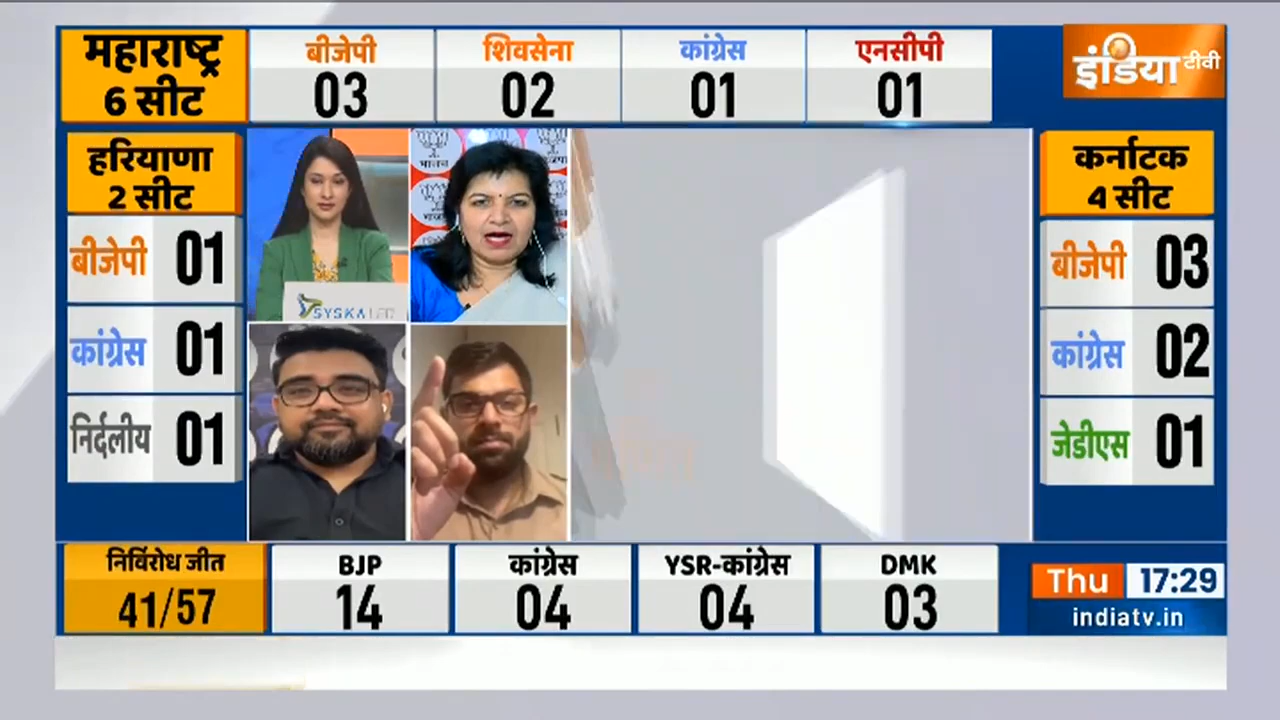 महाराष्ट्र
6 सीट
बीजेपी
03
शिवसेना
02
कांग्रेस
01
एनसीपी
01
इंडिया टीवी
हरियाणा
2 सीट
बीजेपी 01
कांग्रेस 01
निर्दलीय 01
SYSKA LED
कर्नाटक
4 सीट
बीजेपी 03
कांग्रेस 02
जेडीएस 01
निर्विरोध जीत
41/57
BJP
14
कांग्रेस
04
YSR-कांग्रेस
04
DMK
03
Thu 17:29
indiatv.in